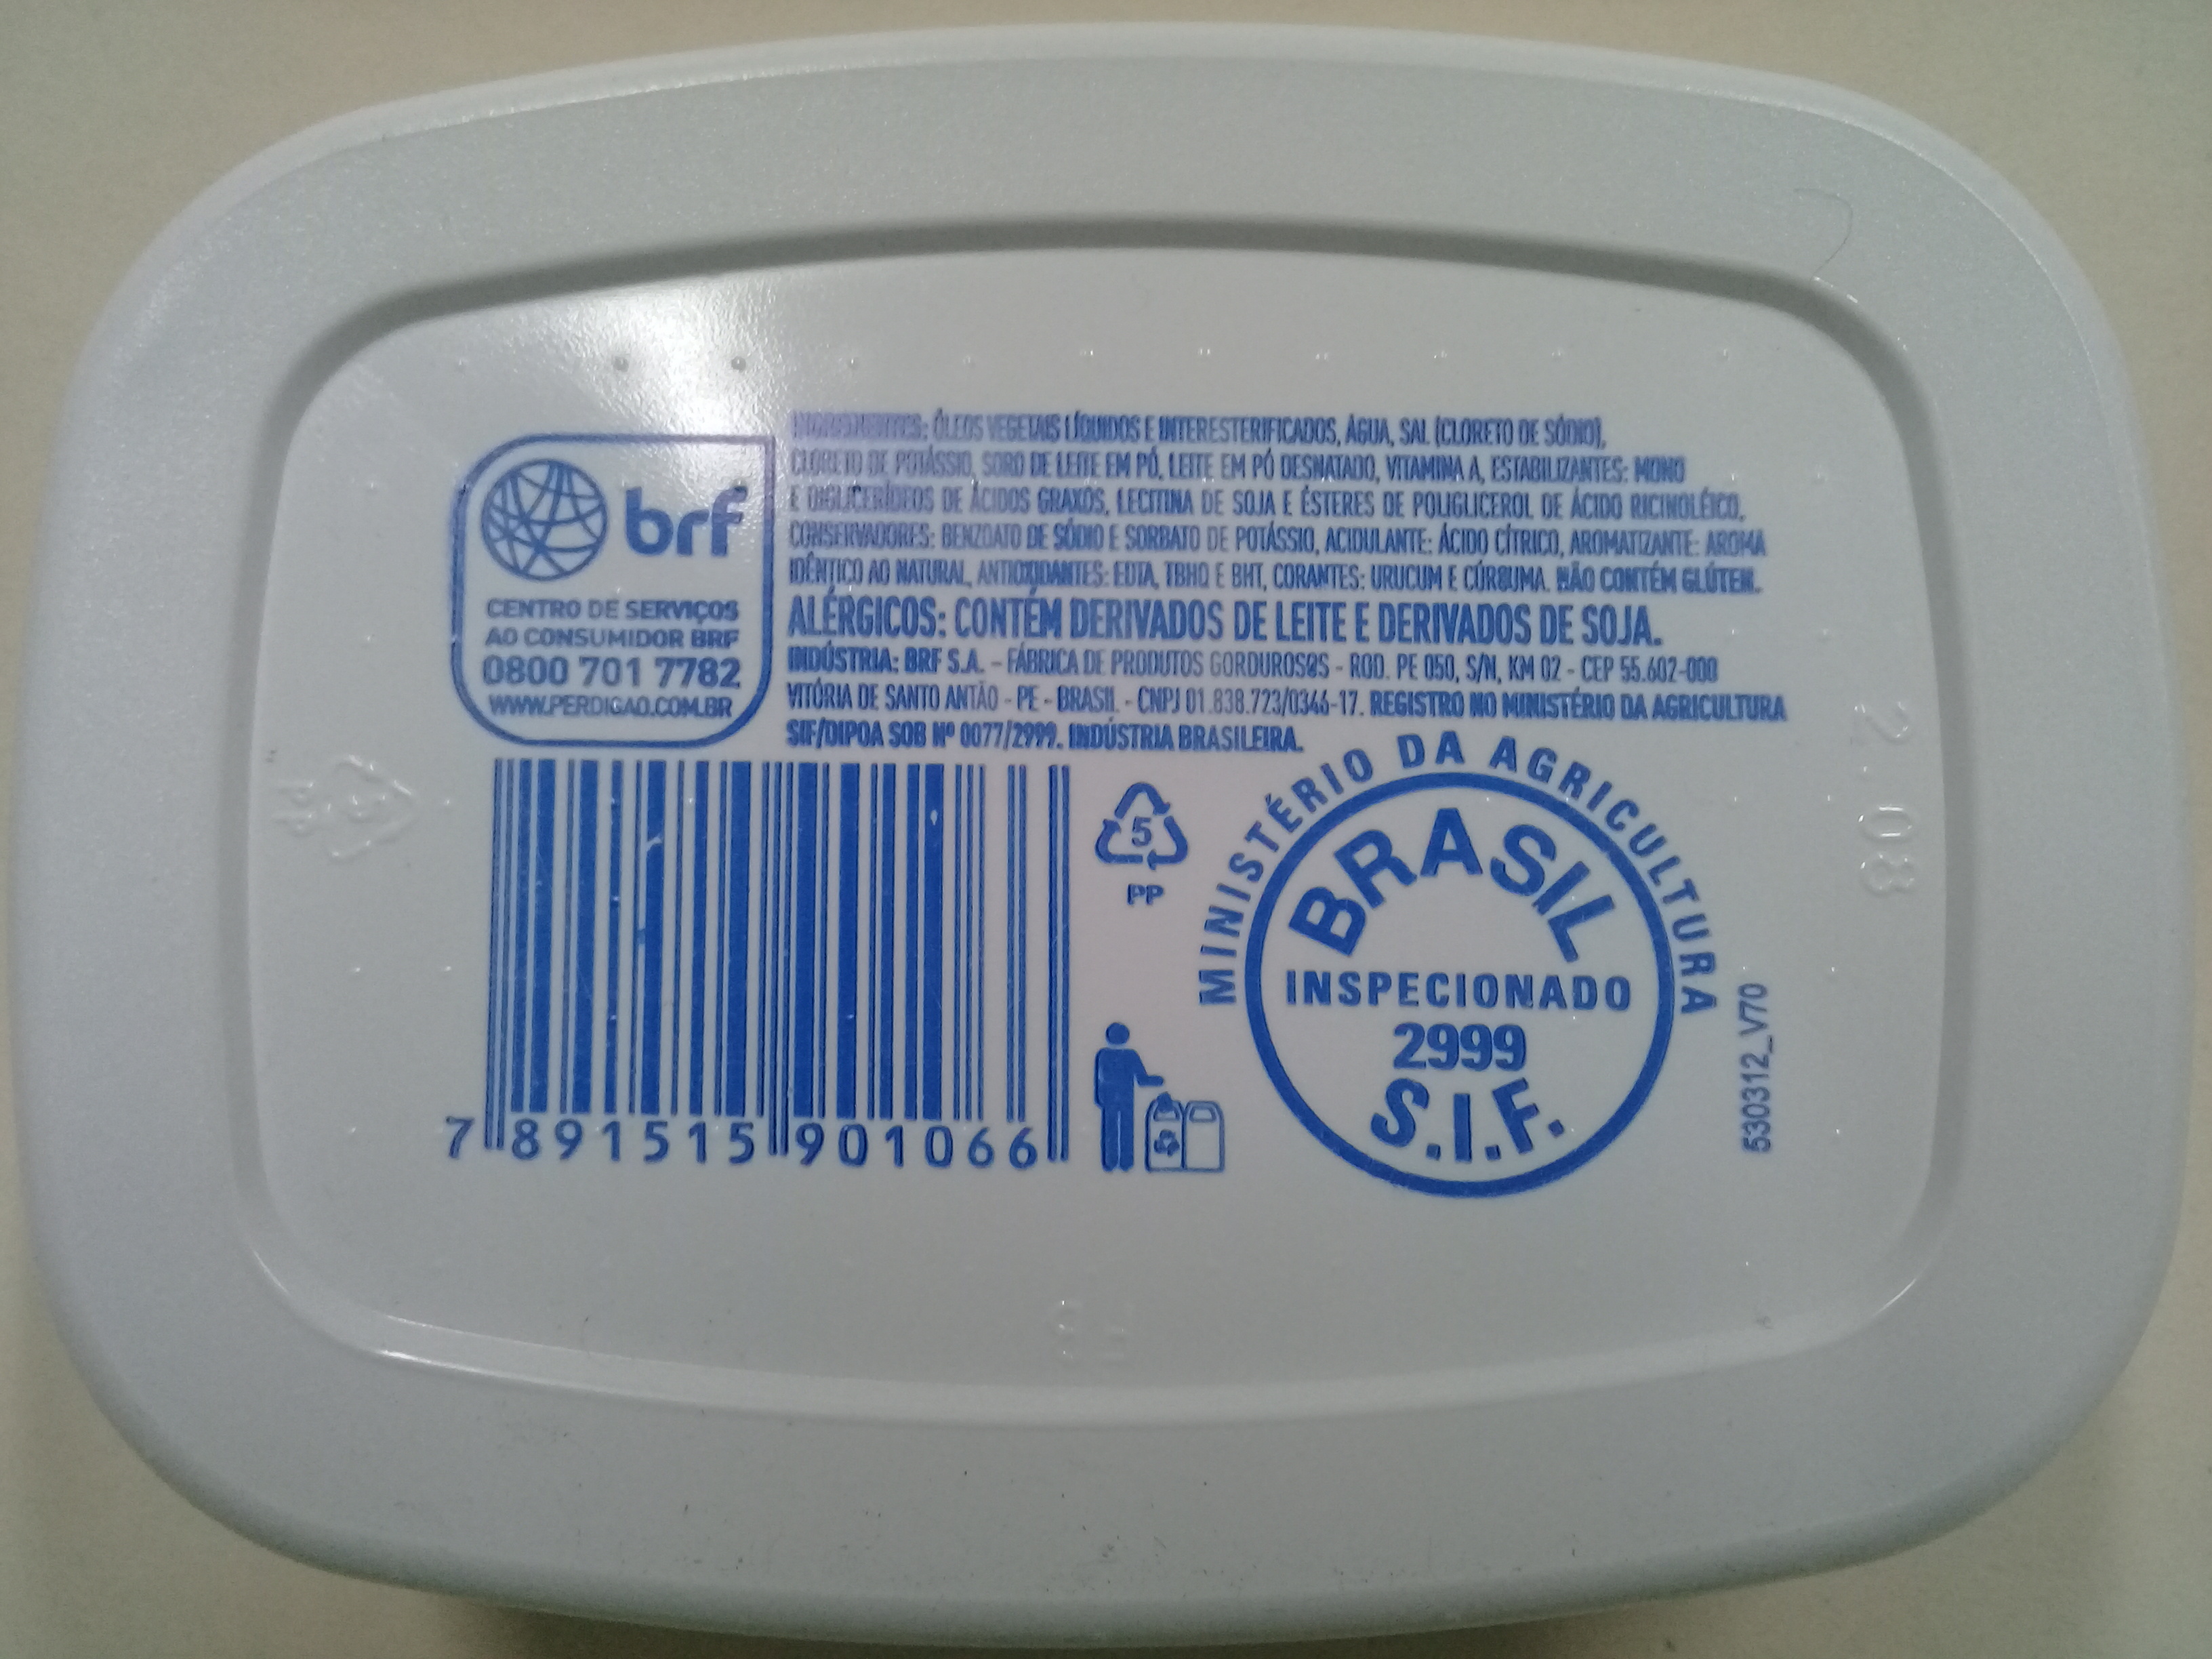 brf
CENTRO DE SERVIÇOS
AO CONSUMIDOR BRF
0800 701 7782
WWW.PERDIGAO.COM.BR
INGREDIENTES: ÓLEOS VEGETAIS LÍQUIDOS E INTERESTERIFICADOS, ÁGUA, SAL (CLORETO DE SÓDIO),
CLORETO DE POTÁSSIO, SORO DE LEITE EM PÓ, LEITE EM PÓ DESNATADO, VITAMINA A, ESTABILIZANTES: MONO
E DIGLICERÍDEOS DE ÁCIDOS GRAXOS, LECITINA DE SOJA E ÉSTERES DE POLIGLICEROL DE ÁCIDO RICINOLÉICO,
CONSERVADORES: BENZOATO DE SÓDIO E SORBATO DE POTÁSSIO, ACIDULANTE: ÁCIDO CÍTRICO, AROMATIZANTE: AROMA
IDÊNTICO AO NATURAL, ANTIOXIDANTES: EDTA, TBHQ E BHT, CORANTES: URUCUM E CÚRCUMA. NÃO CONTÉM GLÚTEN.
ALÉRGICOS: CONTÉM DERIVADOS DE LEITE E DERIVADOS DE SOJA.
INDÚSTRIA: BRF S.A. - FÁBRICA DE PRODUTOS GORDUROSOS - ROD. PE 050, S/N, KM 02 - CEP 55.602-000
VITÓRIA DE SANTO ANTÃO - PE - BRASIL - CNPJ 01.838.723/0346-17. REGISTRO NO MINISTÉRIO DA AGRICULTURA
SIF/DIPOA SOB Nº 0077/2999. INDÚSTRIA BRASILEIRA.
7 891515 901066
5
PP
MINISTÉRIO DA AGRICULTURA
BRASIL
INSPECIONADO
2999
S.I.F.
530312_V70
5
PP
2.08